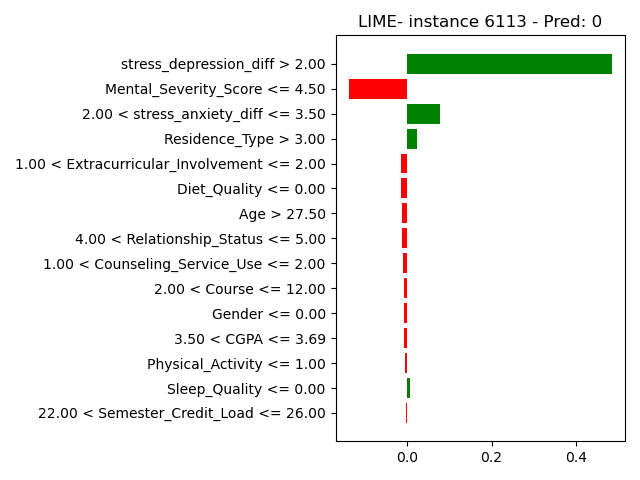 LIME- instance 6113 - Pred: 0
stress_depression_diff > 2.00
Mental_Severity_Score <= 4.50
2.00 < stress_anxiety_diff <= 3.50
Residence_Type > 3.00
1.00 < Extracurricular_Involvement <= 2.00
Diet_Quality <= 0.00
Age > 27.50
4.00 < Relationship_Status <= 5.00
1.00 < Counseling_Service_Use <= 2.00
2.00 < Course <= 12.00
Gender <= 0.00
3.50 < CGPA <= 3.69
Physical_Activity <= 1.00
Sleep_Quality <= 0.00
22.00 < Semester_Credit_Load <= 26.00
0.0 0.2 0.4